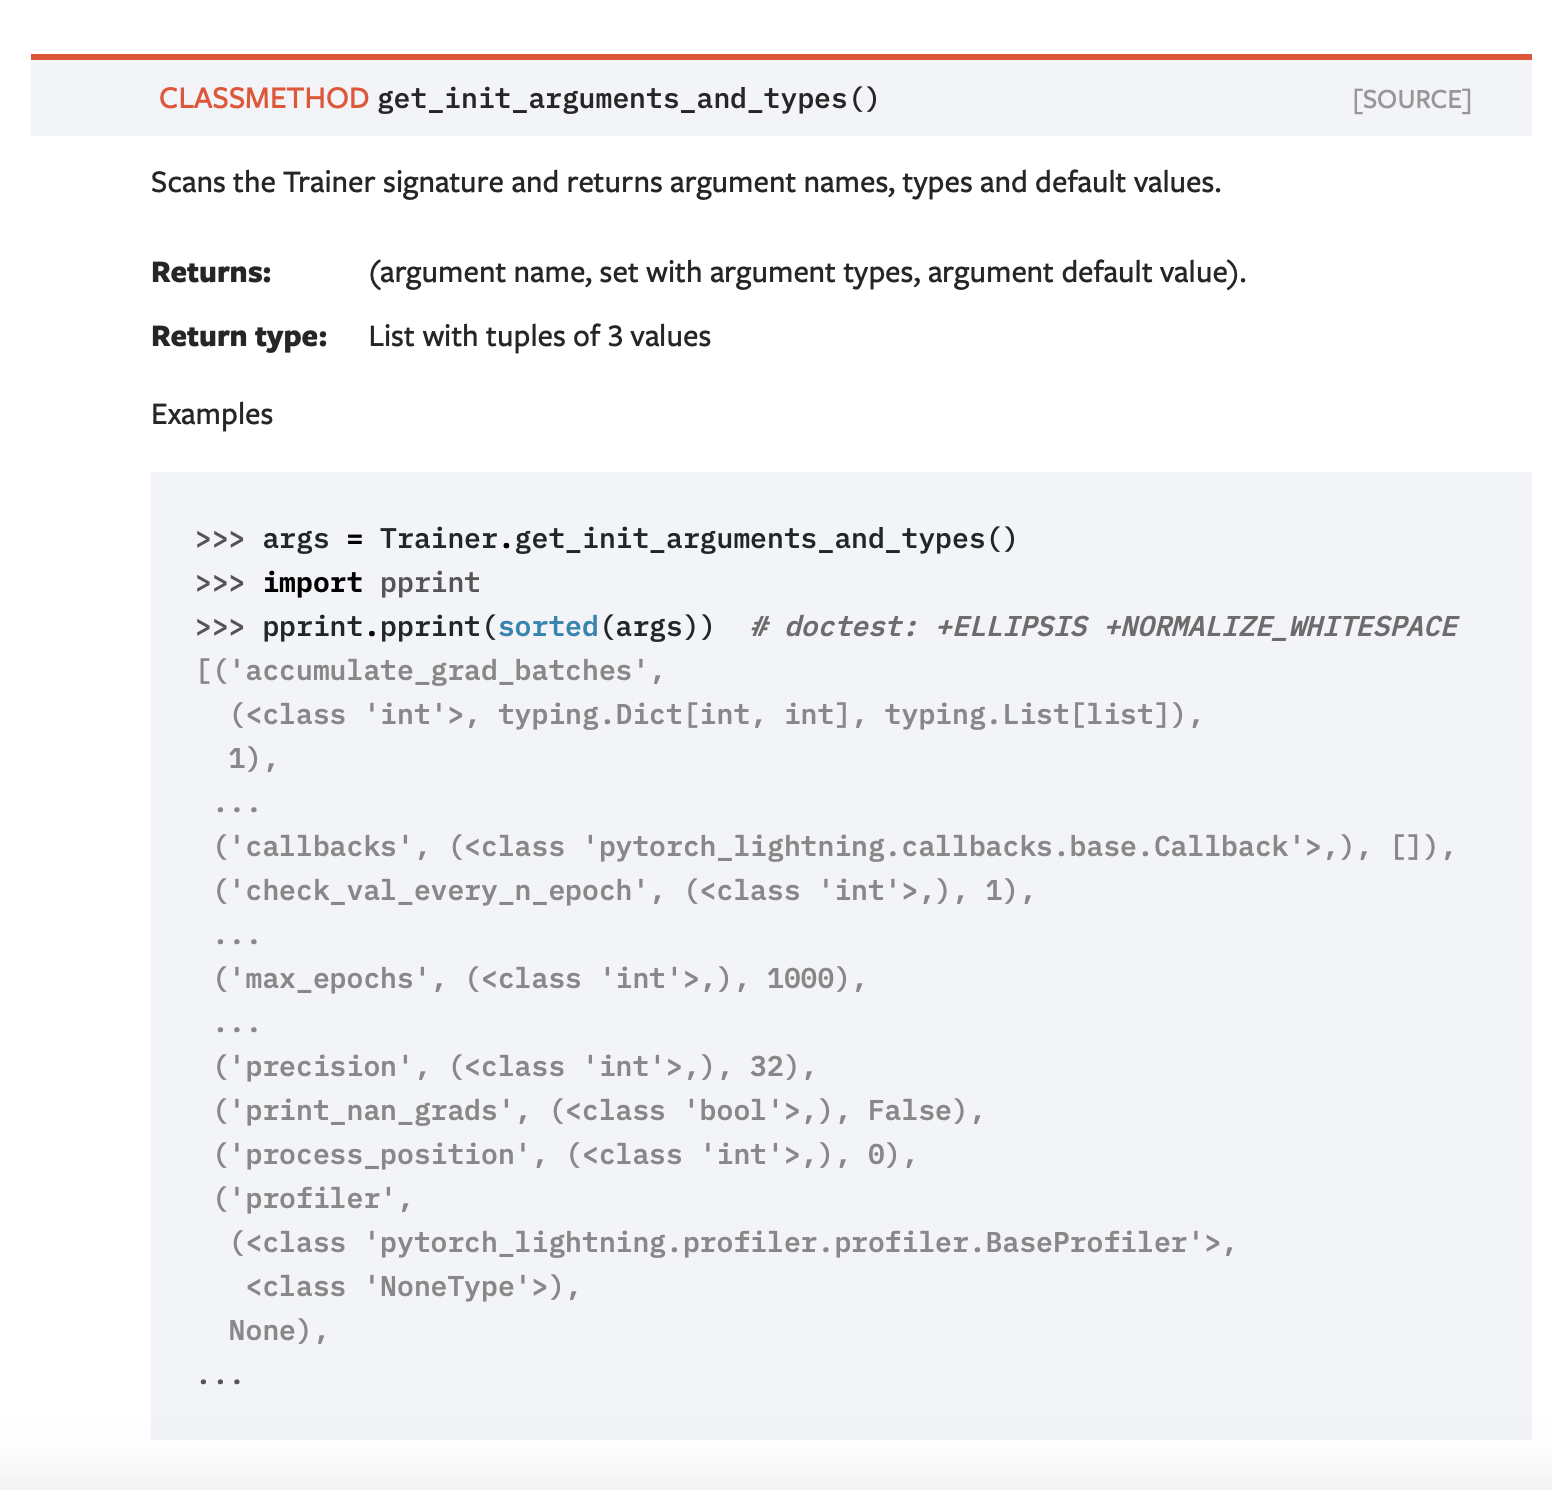 CLASSMETHOD get_init_arguments_and_types() [SOURCE]
Scans the Trainer signature and returns argument names, types and default values.
Returns: (argument name, set with argument types, argument default value).
Return type: List with tuples of 3 values
Examples
>>> args = Trainer.get_init_arguments_and_types()
>>> import pprint
>>> pprint.pprint(sorted(args))  # doctest: +ELLIPSIS +NORMALIZE_WHITESPACE
[('accumulate_grad_batches',
  (<class 'int'>, typing.Dict[int, int], typing.List[list]),
  1),
 ...
 ('callbacks', (<class 'pytorch_lightning.callbacks.base.Callback'>,), []),
 ('check_val_every_n_epoch', (<class 'int'>,), 1),
 ...
 ('max_epochs', (<class 'int'>,), 1000),
 ...
 ('precision', (<class 'int'>,), 32),
 ('print_nan_grads', (<class 'bool'>,), False),
 ('process_position', (<class 'int'>,), 0),
 ('profiler',
  (<class 'pytorch_lightning.profiler.profiler.BaseProfiler'>,
   <class 'NoneType'>),
  None),
...